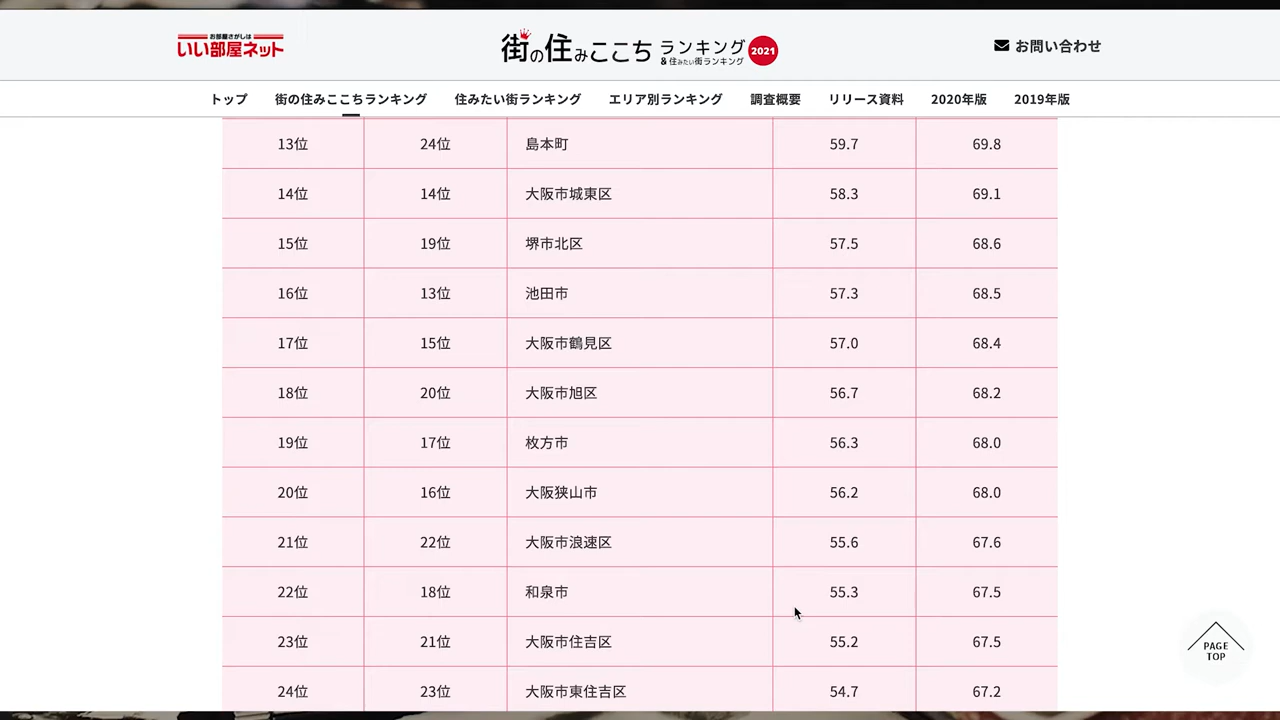 お部屋さがしは
いい部屋ネット
街の住みここち ランキング 2021
&住みたい街ランキング
お問い合わせ
トップ 街の住みここちランキング 住みたい街ランキング エリア別ランキング 調査概要 リリース資料 2020年版 2019年版
13位 24位 島本町 59.7 69.8
14位 14位 大阪市城東区 58.3 69.1
15位 19位 堺市北区 57.5 68.6
16位 13位 池田市 57.3 68.5
17位 15位 大阪市鶴見区 57.0 68.4
18位 20位 大阪市旭区 56.7 68.2
19位 17位 枚方市 56.3 68.0
20位 16位 大阪狭山市 56.2 68.0
21位 22位 大阪市浪速区 55.6 67.6
22位 18位 和泉市 55.3 67.5
23位 21位 大阪市住吉区 55.2 67.5
24位 23位 大阪市東住吉区 54.7 67.2
PAGE
TOP